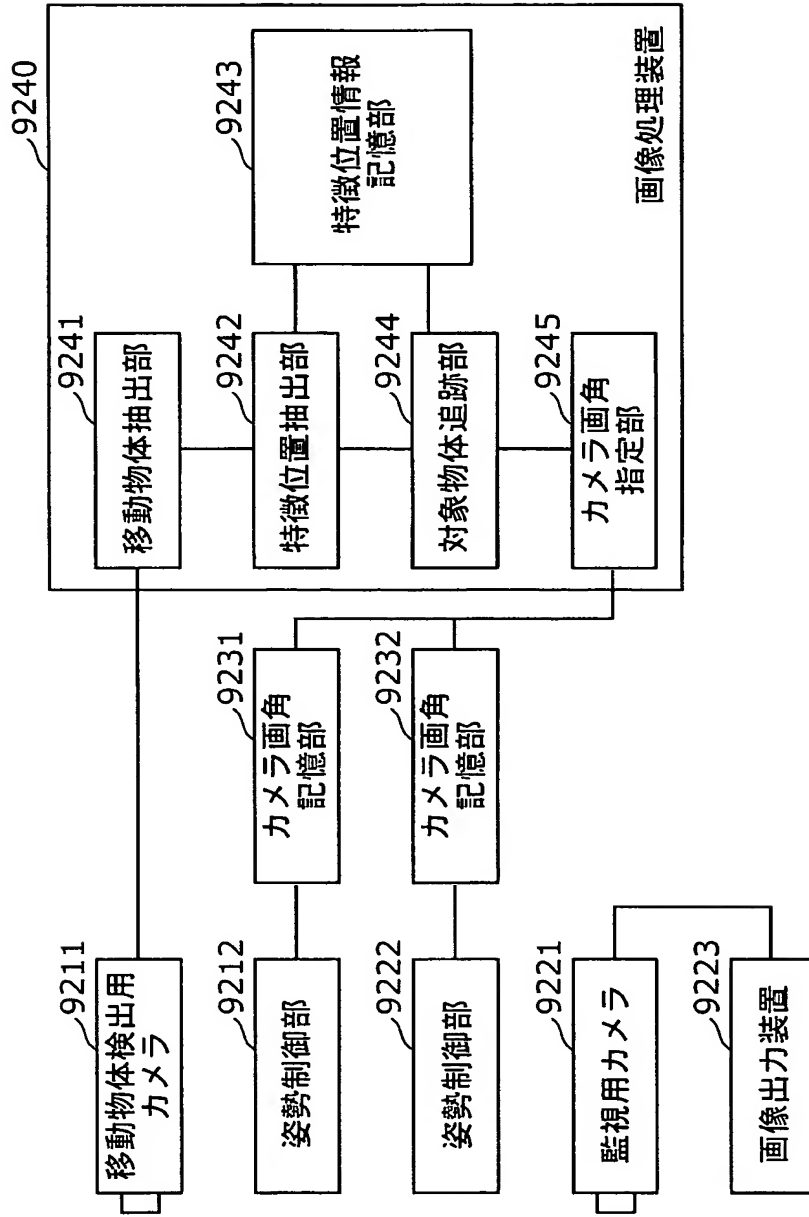 9211
移動物体検出用
カメラ
9212
姿勢制御部
9222
姿勢制御部
9221
監視用カメラ
9223
画像出力装置
9231
カメラ画角
記憶部
9232
カメラ画角
記憶部
9240
9241
移動物体抽出部
9242
特徴位置抽出部
9243
特徴位置情報
記憶部
9244
対象物体追跡部
9245
カメラ画角
指定部
画像処理装置